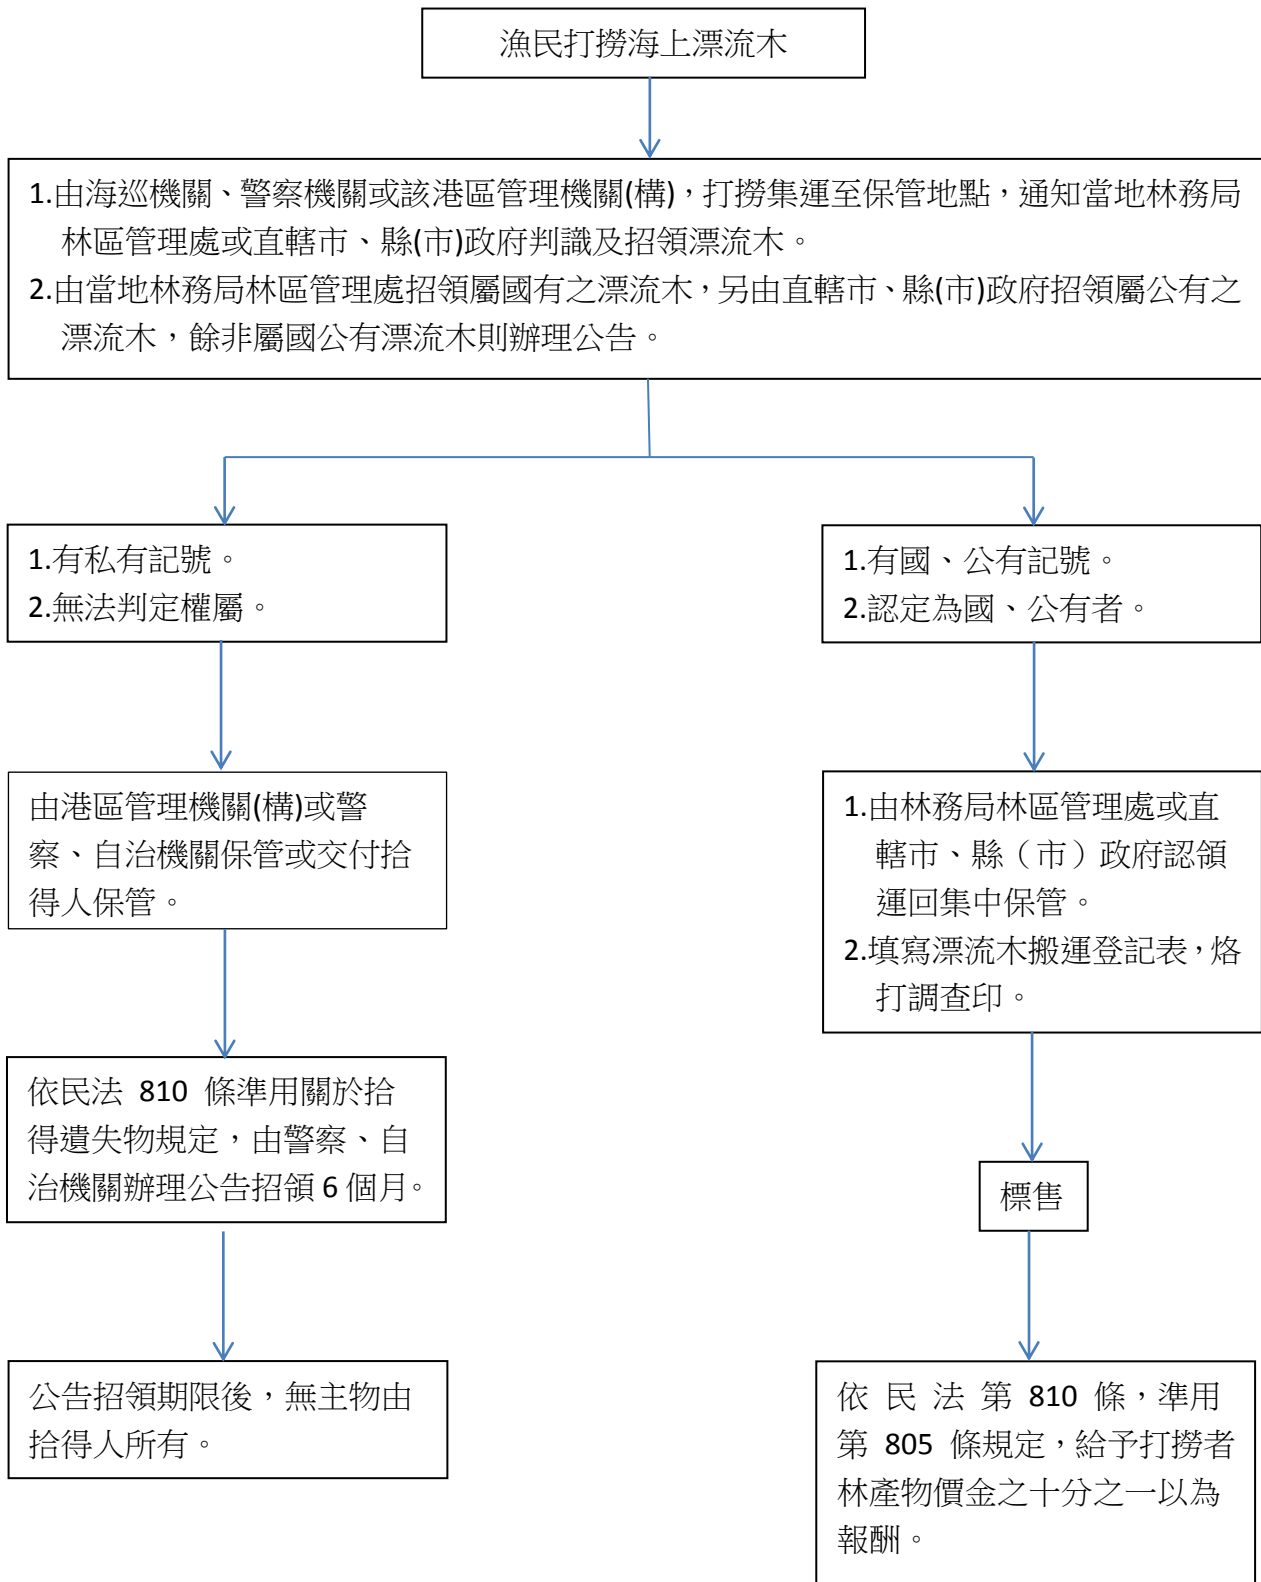 漁民打撈海上漂流木
1.由海巡機關、警察機關或該港區管理機關(構)，打撈集運至保管地點，通知當地林務局
林區管理處或直轄市、縣(市)政府判識及招領漂流木。
2.由當地林務局林區管理處招領屬國有之漂流木，另由直轄市、縣(市)政府招領屬公有之
漂流木，餘非屬國公有漂流木則辦理公告。
1.有私有記號。
2.無法判定權屬。
由港區管理機關(構)或警
察、自治機關保管或交付拾
得人保管。
依民法 810 條準用關於拾
得遺失物規定，由警察、自
治機關辦理公告招領 6 個月。
公告招領期限後，無主物由
拾得人所有。
1.有國、公有記號。
2.認定為國、公有者。
1.由林務局林區管理處或直
轄市、縣（市）政府認領
運回集中保管。
2.填寫漂流木搬運登記表，烙
打調查印。
標售
依 民 法 第 810 條，準用
第 805 條規定，給予打撈者
林產物價金之十分之一以為
報酬。